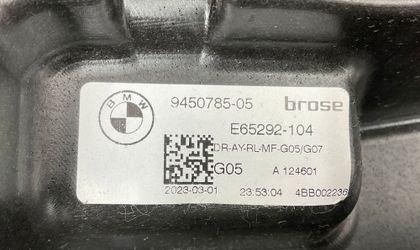 BMW
9450785-05 brose
E65292-104
DR-AY-RL-MF-G05/G07
G05 A 124601
2023-03-01 23:53:04 4BB002236